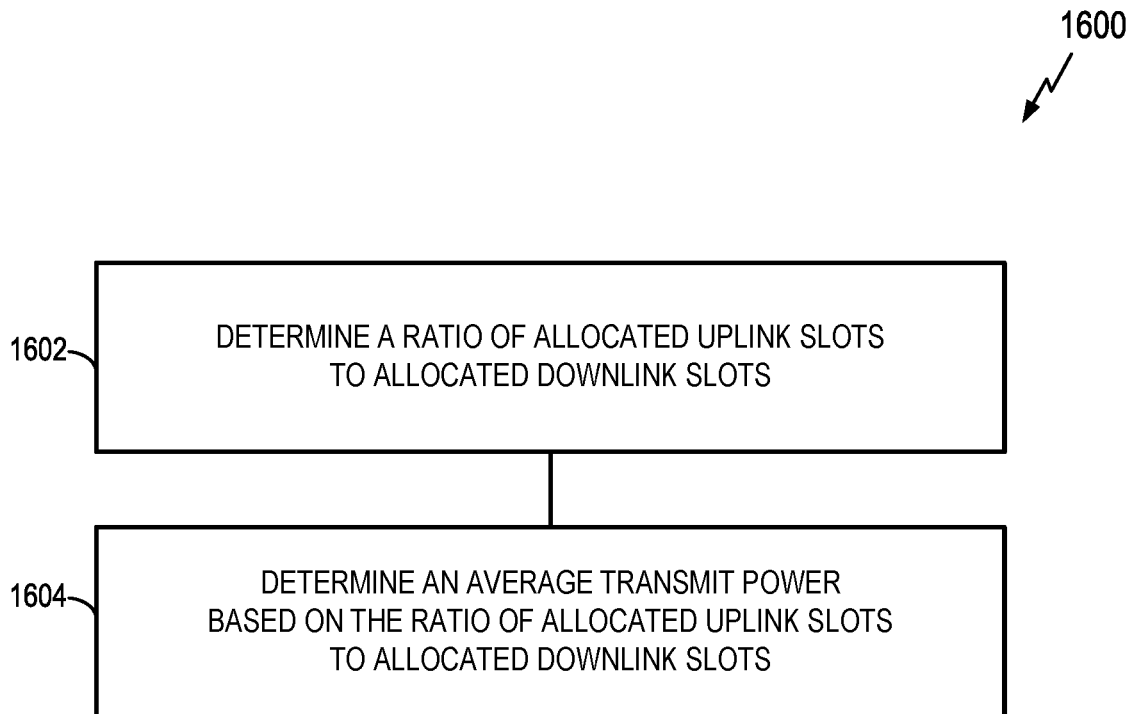 1600
1602
DETERMINE A RATIO OF ALLOCATED UPLINK SLOTS
TO ALLOCATED DOWNLINK SLOTS
1604
DETERMINE AN AVERAGE TRANSMIT POWER
BASED ON THE RATIO OF ALLOCATED UPLINK SLOTS
TO ALLOCATED DOWNLINK SLOTS